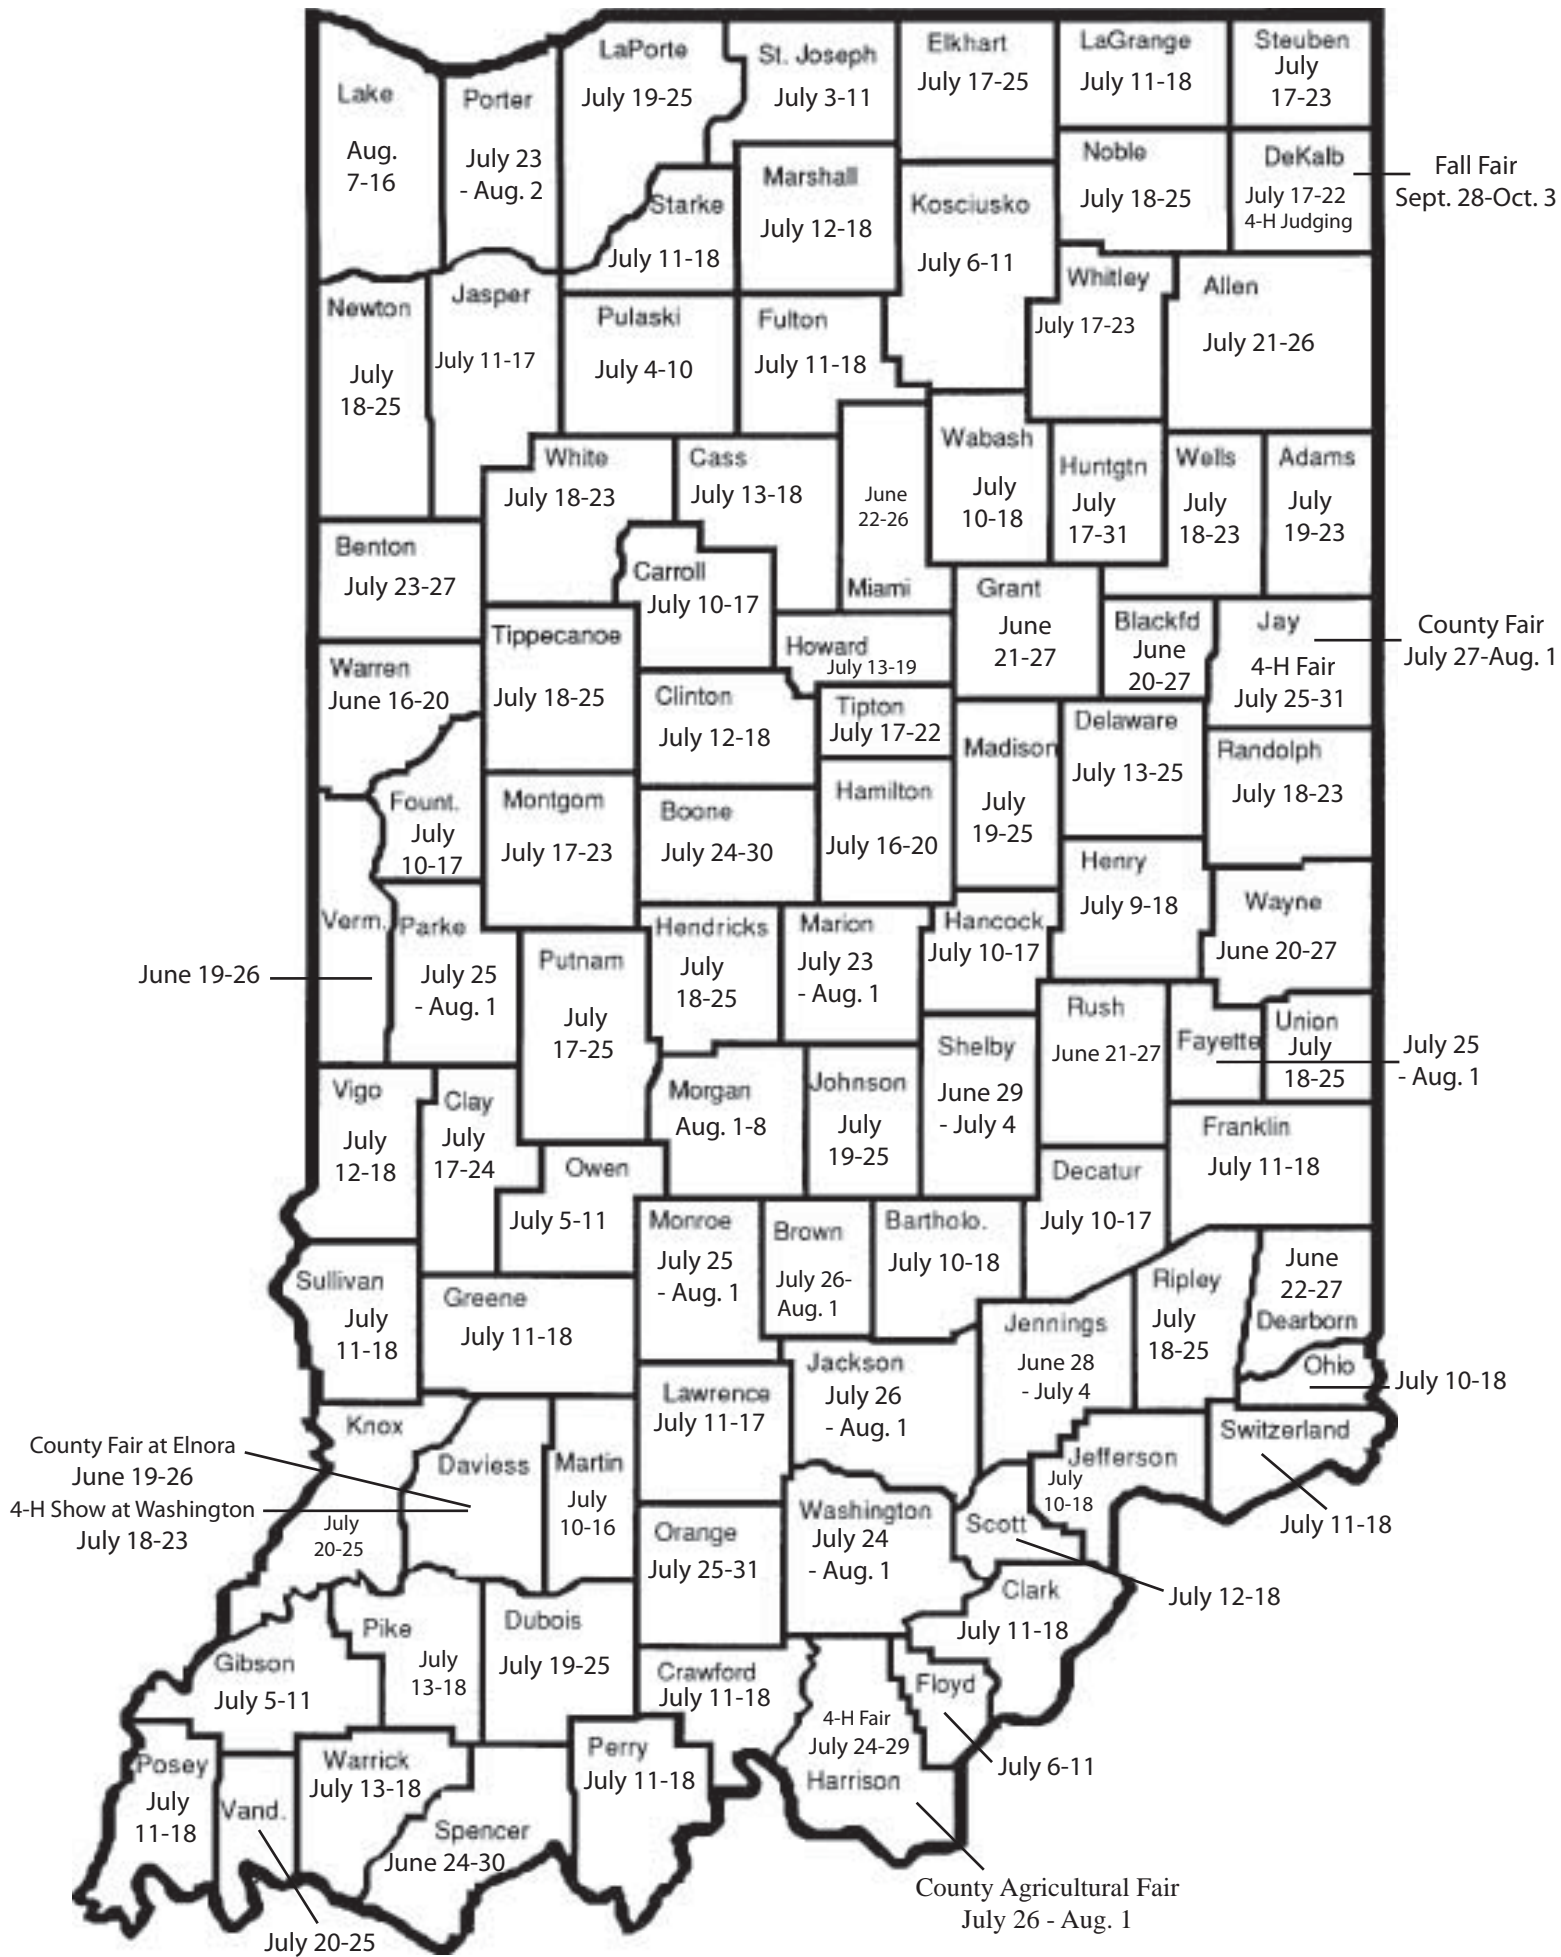 Lake
Aug.
7-16
Porter
July 23
- Aug. 2
LaPorte
July 19-25
St. Joseph
July 3-11
Elkhart
July 17-25
LaGrange
July 11-18
Steuben
July
17-23
Noble
July 18-25
DeKalb
July 17-22
4-H Judging
Fall Fair
Sept. 28-Oct. 3
Starke
July 11-18
Marshall
July 12-18
Kosciusko
July 6-11
Whitley
July 17-23
Allen
July 21-26
Newton
July
18-25
Jasper
July 11-17
Pulaski
July 4-10
Fulton
July 11-18
White
July 18-23
Cass
July 13-18
June
22-26
Miami
Wabash
July
10-18
Huntgtn
July
17-31
Wells
July
18-23
Adams
July
19-23
Benton
July 23-27
Carroll
July 10-17
Grant
June
21-27
Blackfd
June
20-27
Jay
4-H Fair
July 25-31
County Fair
July 27-Aug. 1
Warren
June 16-20
Tippecanoe
July 18-25
Howard
July 13-19
Clinton
July 12-18
Tipton
July 17-22
Madison
July
19-25
Delaware
July 13-25
Randolph
July 18-23
Fount.
July
10-17
Montgom
July 17-23
Boone
July 24-30
Hamilton
July 16-20
Henry
July 9-18
Wayne
June 20-27
Verm.
June 19-26
Parke
July 25
- Aug. 1
Putnam
July
17-25
Hendricks
July
18-25
Marion
July 23
- Aug. 1
Hancock
July 10-17
Rush
June 21-27
Fayette
July 25
- Aug. 1
Union
July
18-25
Shelby
June 29
- July 4
Vigo
July
12-18
Clay
July
17-24
Morgan
Aug. 1-8
Johnson
July
19-25
Franklin
July 11-18
Owen
July 5-11
Decatur
July 10-17
Monroe
July 25
- Aug. 1
Brown
July 26-
Aug. 1
Bartholo.
July 10-18
Sullivan
July
11-18
Greene
July 11-18
Jennings
June 28
- July 4
Ripley
July
18-25
June
22-27
Dearborn
Ohio
July 10-18
Jackson
July 26
- Aug. 1
Lawrence
July 11-17
Knox
July
20-25
County Fair at Elnora
June 19-26
4-H Show at Washington
July 18-23
Daviess
Martin
July
10-16
Jefferson
July
10-18
Switzerland
July 11-18
Orange
July 25-31
Washington
July 24
- Aug. 1
Scott
July 12-18
Clark
July 11-18
Gibson
July 5-11
Pike
July
13-18
Dubois
July 19-25
Crawford
July 11-18
Floyd
July 6-11
4-H Fair
July 24-29
Harrison
County Agricultural Fair
July 26 - Aug. 1
Posey
July
11-18
Vand.
July 20-25
Warrick
July 13-18
Spencer
June 24-30
Perry
July 11-18